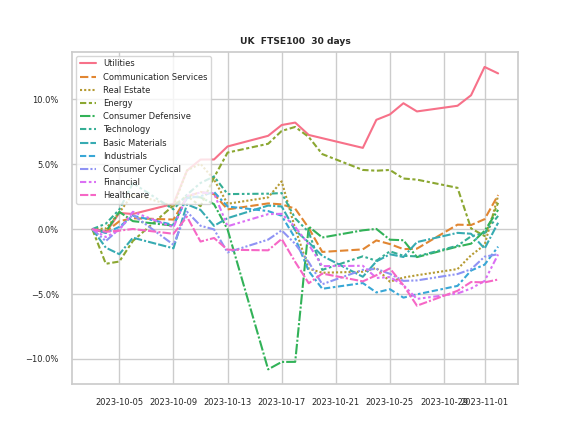 UK  FTSE100  30 days
10.0%
5.0%
0.0%
−5.0%
−10.0%
Utilities
Communication Services
Real Estate
Energy
Consumer Defensive
Technology
Basic Materials
Industrials
Consumer Cyclical
Financial
Healthcare
2023-10-05 2023-10-09 2023-10-13 2023-10-17 2023-10-21 2023-10-25 2023-10-29 2023-11-01